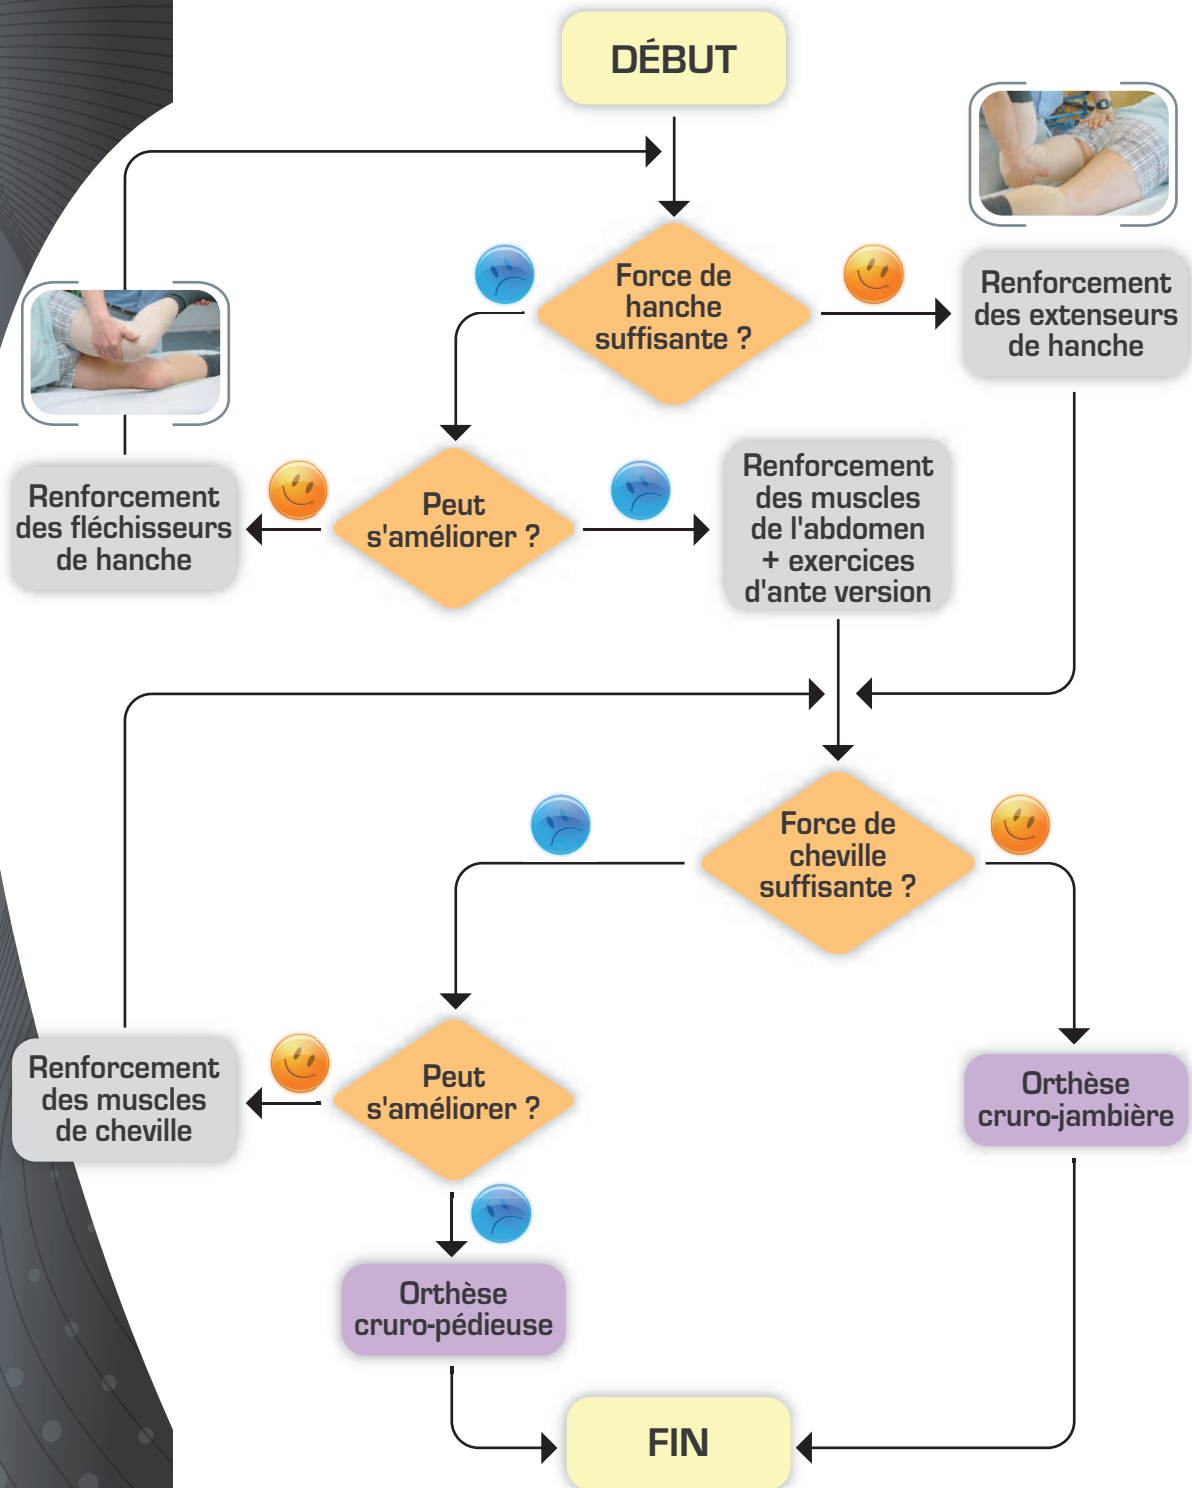 DÉBUT
Force de
hanche
suffisante ?
Renforcement
des extenseurs
de hanche
Peut
s'améliorer ?
Renforcement
des fléchisseurs
de hanche
Renforcement
des muscles
de l'abdomen
+ exercices
d'ante version
Force de
cheville
suffisante ?
Peut
s'améliorer ?
Renforcement
des muscles
de cheville
Orthèse
cruro-jambière
Orthèse
cruro-pédieuse
FIN